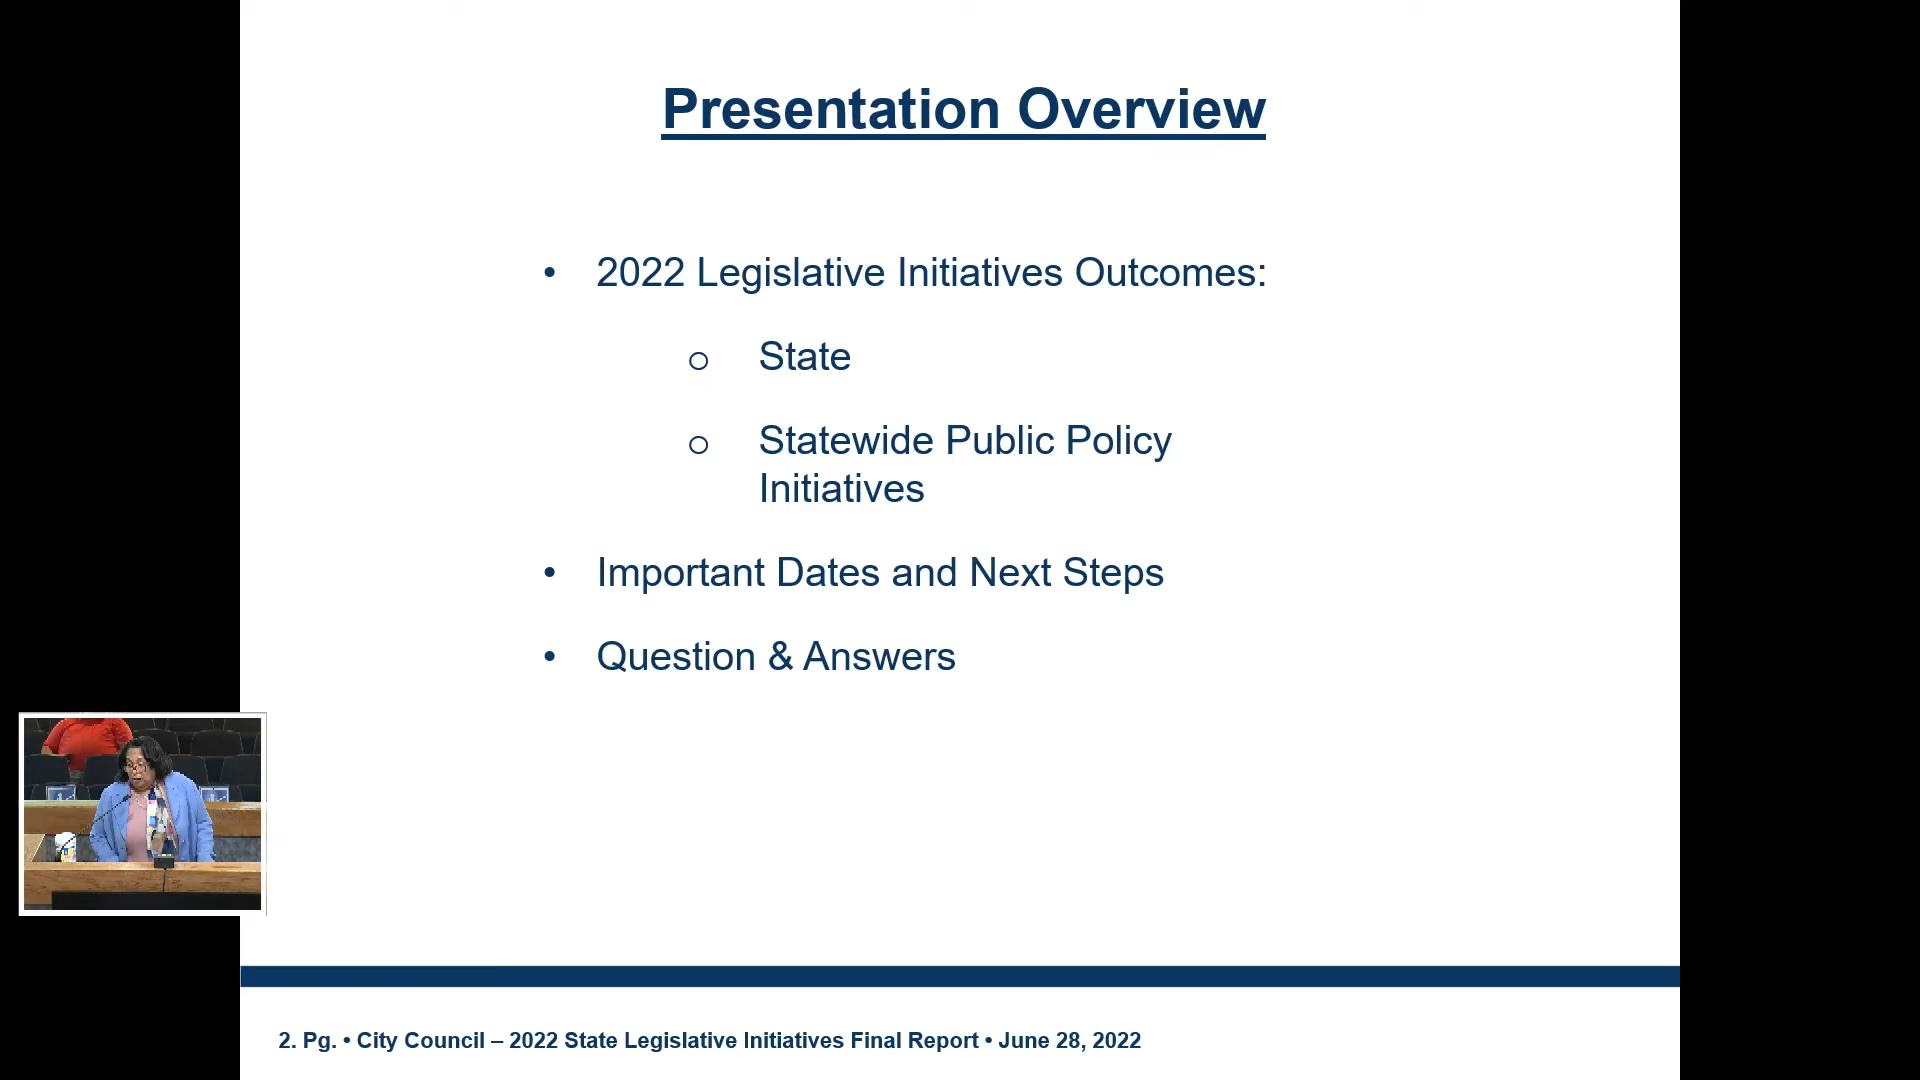 Presentation Overview
• 2022 Legislative Initiatives Outcomes:
o State
o Statewide Public Policy
Initiatives
• Important Dates and Next Steps
• Question & Answers
2. Pg. • City Council – 2022 State Legislative Initiatives Final Report • June 28, 2022